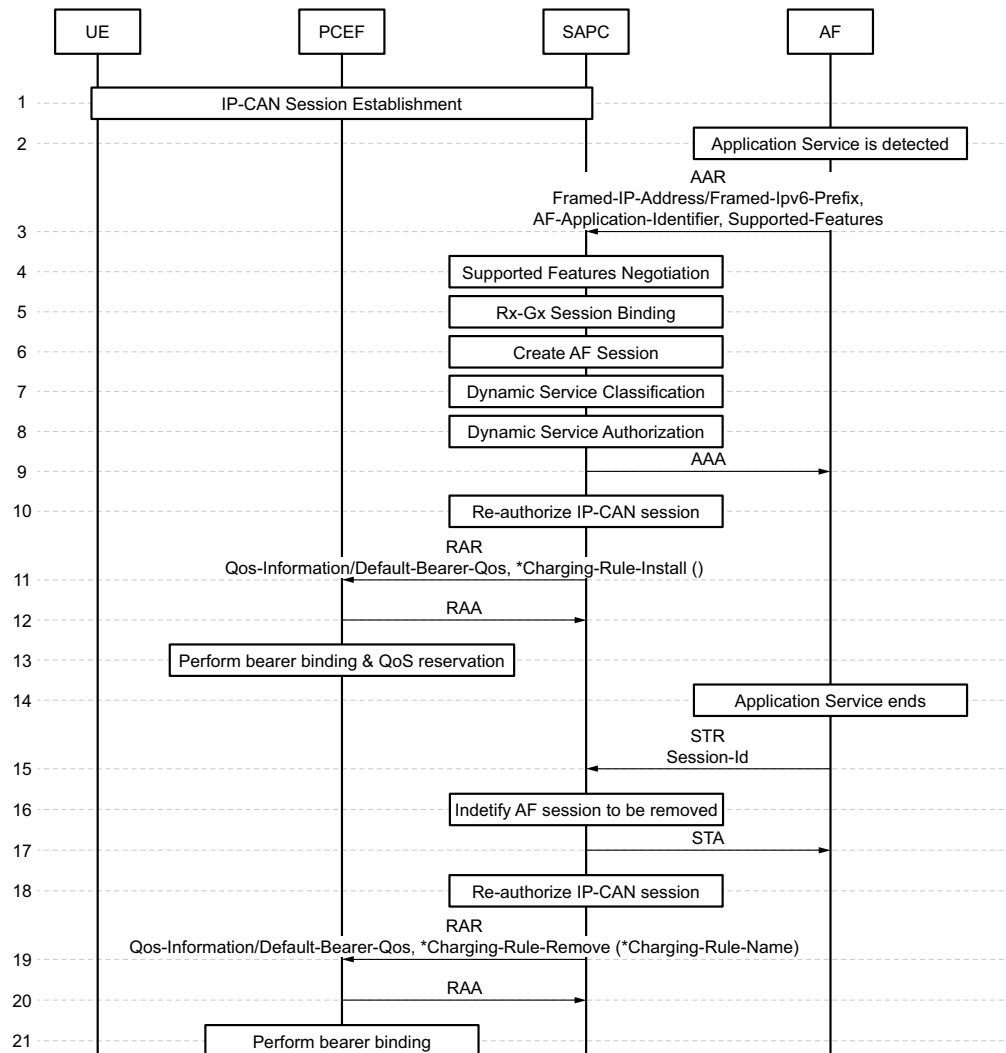 UE PCEF SAPC AF
1 IP-CAN Session Establishment
2 Application Service is detected
AAR
Framed-IP-Address/Framed-Ipv6-Prefix,
AF-Application-Identifier, Supported-Features
3
4 Supported Features Negotiation
5 Rx-Gx Session Binding
6 Create AF Session
7 Dynamic Service Classification
8 Dynamic Service Authorization
9 AAA
10 Re-authorize IP-CAN session
RAR
Qos-Information/Default-Bearer-Qos, *Charging-Rule-Install ()
11
12 RAA
13 Perform bearer binding & QoS reservation
14 Application Service ends
STR
Session-Id
15
16 Indetify AF session to be removed
17 STA
18 Re-authorize IP-CAN session
RAR
Qos-Information/Default-Bearer-Qos, *Charging-Rule-Remove (*Charging-Rule-Name)
19
20 RAA
21 Perform bearer binding